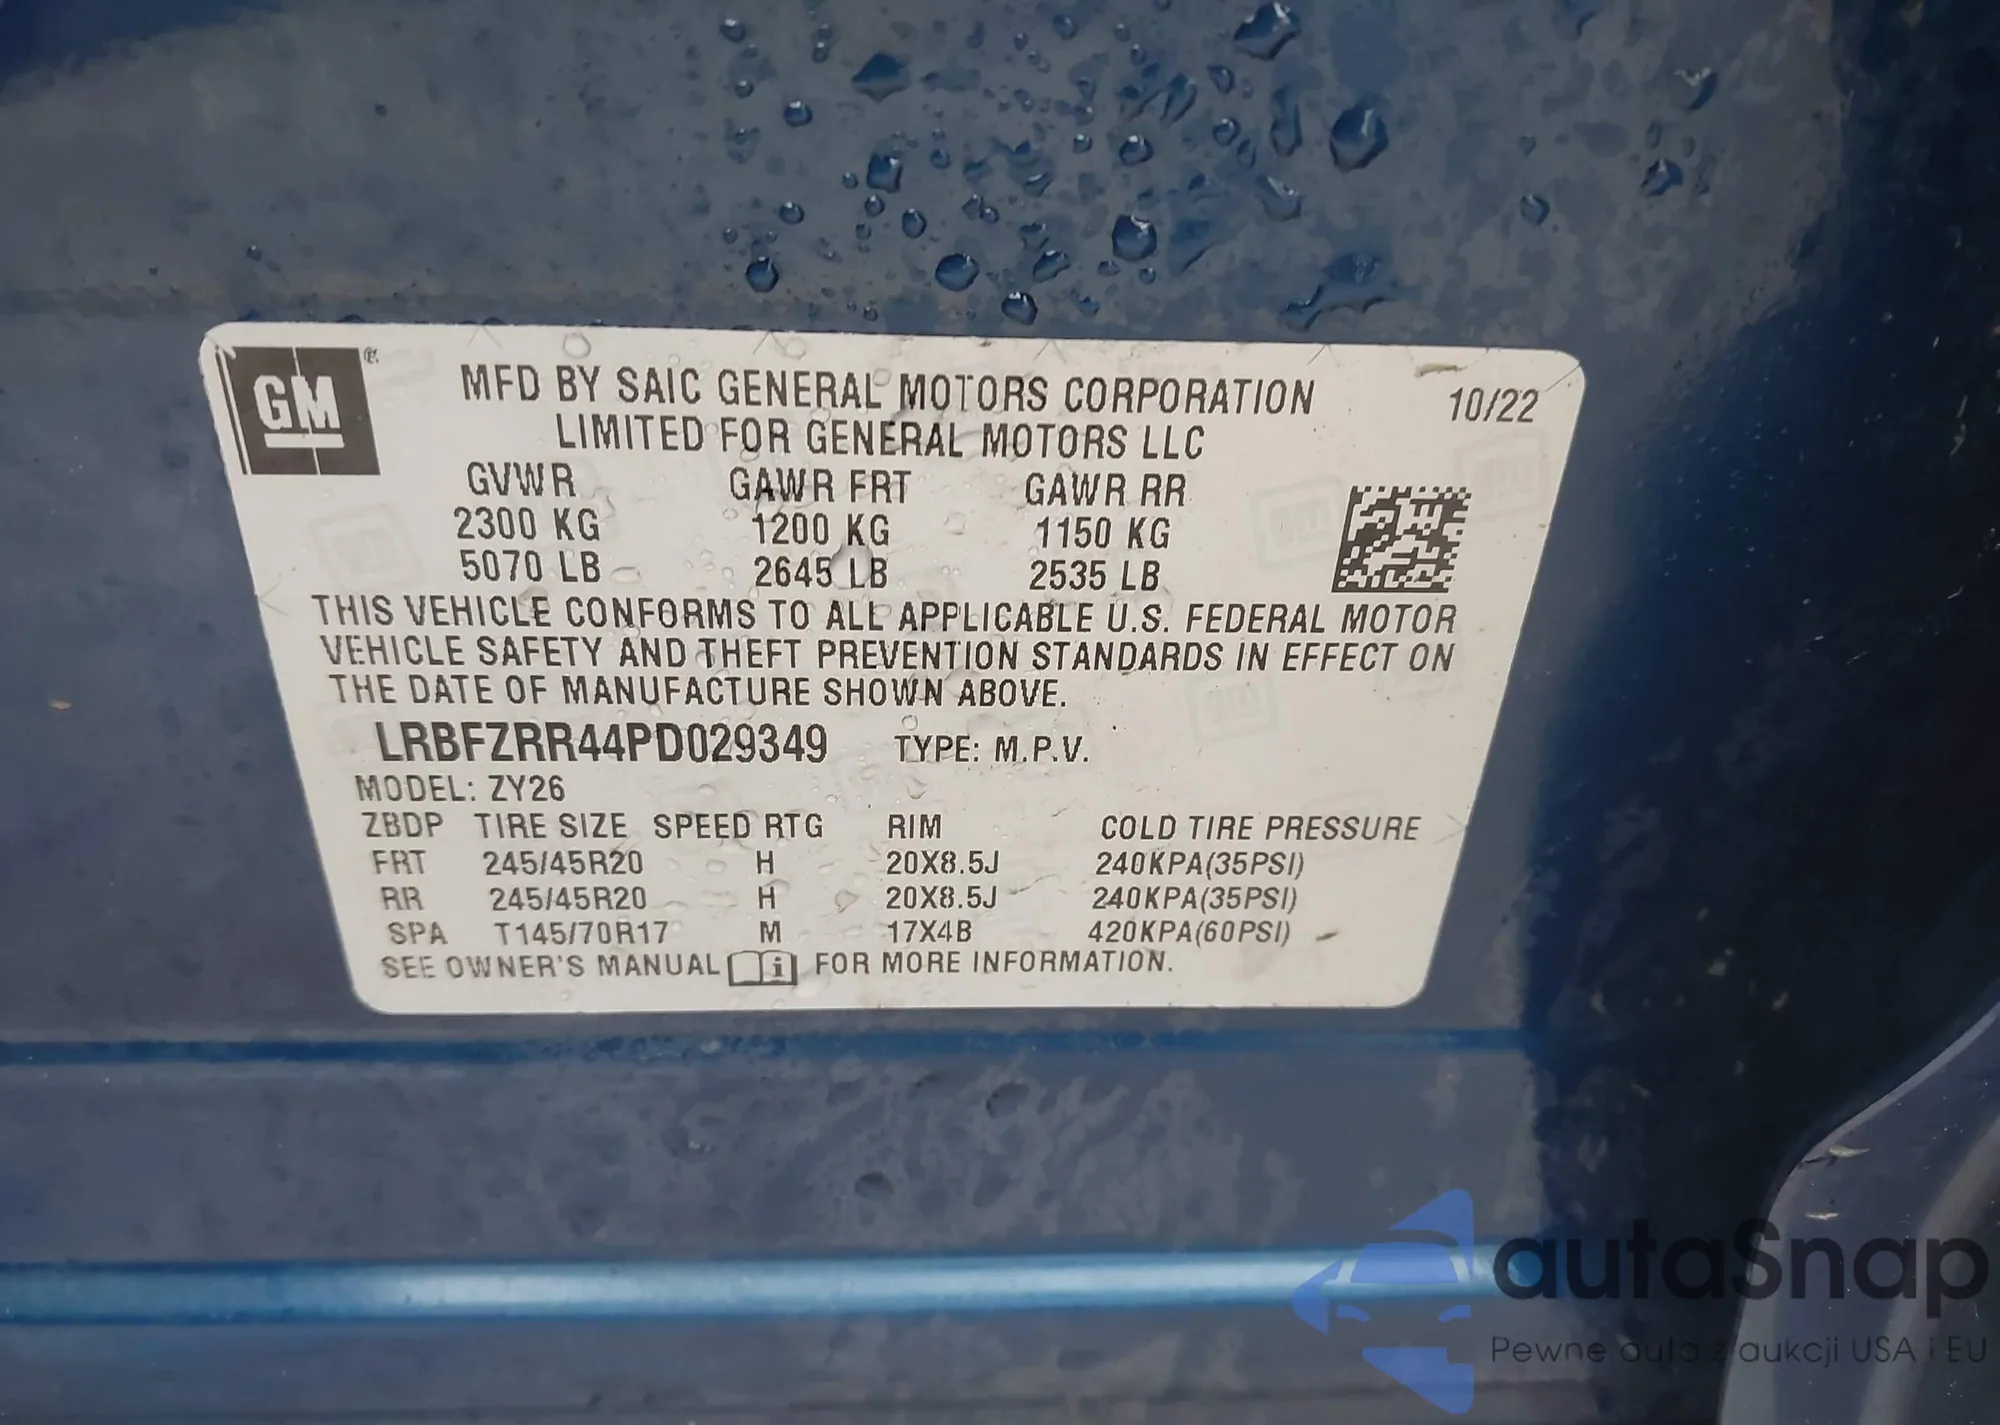 GM ®
MFD BY SAIC GENERAL MOTORS CORPORATION 10/22
LIMITED FOR GENERAL MOTORS LLC
GVWR GAWR FRT GAWR RR
2300 KG 1200 KG 1150 KG
5070 LB 2645 LB 2535 LB
THIS VEHICLE CONFORMS TO ALL APPLICABLE U.S. FEDERAL MOTOR
VEHICLE SAFETY AND THEFT PREVENTION STANDARDS IN EFFECT ON
THE DATE OF MANUFACTURE SHOWN ABOVE.
LRBFZRR44PD029349 TYPE: M.P.V.
MODEL: ZY26
ZBDP TIRE SIZE SPEED RTG RIM COLD TIRE PRESSURE
FRT 245/45R20 H 20X8.5J 240KPA(35PSI)
RR 245/45R20 H 20X8.5J 240KPA(35PSI)
SPA T145/70R17 M 17X4B 420KPA(60PSI)
SEE OWNER'S MANUAL i FOR MORE INFORMATION.
autaSnap
Pewne auta z aukcji USA i EU